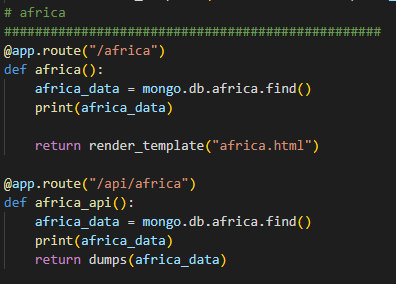 # africa
#################################################
@app.route("/africa")
def africa():
    africa_data = mongo.db.africa.find()
    print(africa_data)
    return render_template("africa.html")
@app.route("/api/africa")
def africa_api():
    africa_data = mongo.db.africa.find()
    print(africa_data)
    return dumps(africa_data)